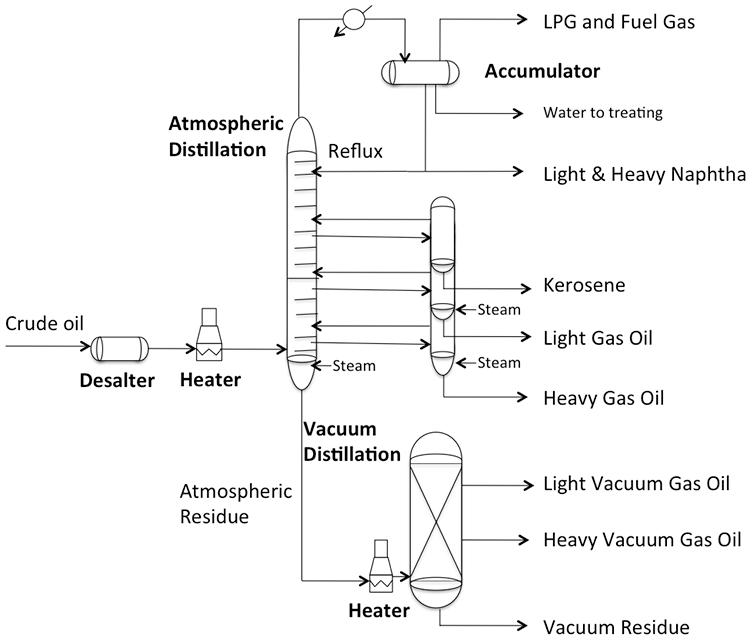 LPG and Fuel Gas
Accumulator
Water to treating
Atmospheric
Distillation
Reflux
Light & Heavy Naphtha
Kerosene
Steam
Crude oil
Light Gas Oil
Desalter
Heater
Steam
Steam
Heavy Gas Oil
Vacuum
Distillation
Atmospheric
Residue
Light Vacuum Gas Oil
Heavy Vacuum Gas Oil
Heater
Vacuum Residue